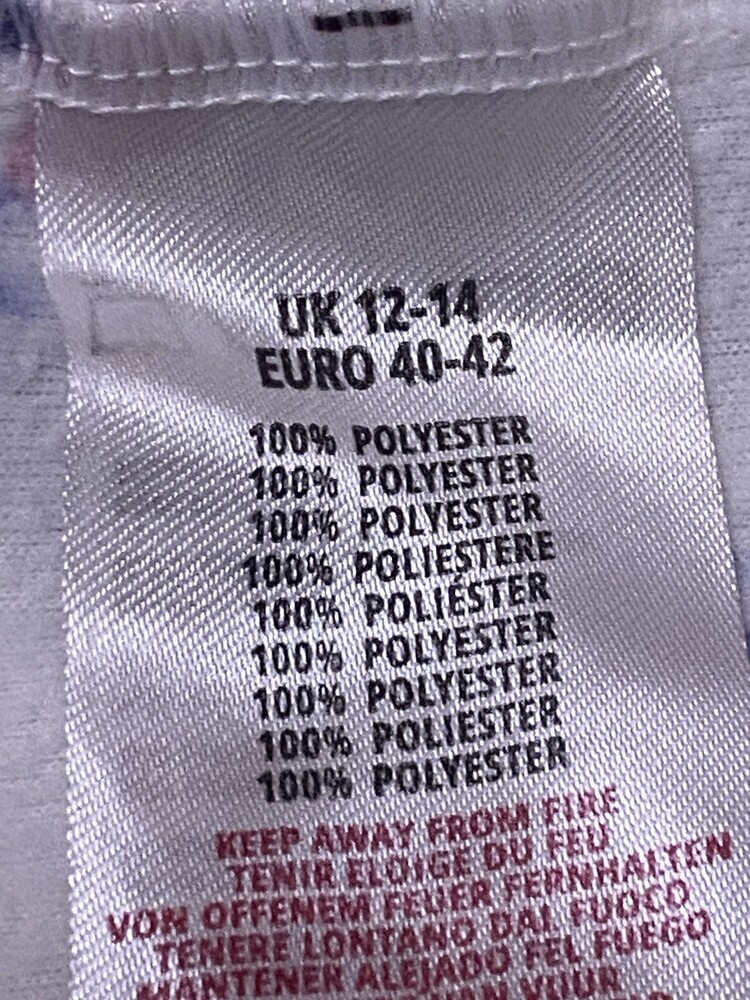 UK 12-14
EURO 40-42
100% POLYESTER
100% POLYESTER
100% POLYESTER
100% POLIESTERE
100% POLIÉSTER
100% POLYESTER
100% POLYESTER
100% POLIESTER
100% POLYESTER
KEEP AWAY FROM FIRE
TENIR ELOIGE DU FEU
VON OFFENEM FEUER FERNHALTEN
TENERE LONTANO DAL FUOCO
MANTENER ALEJADO FEL FUEGO
VUUR